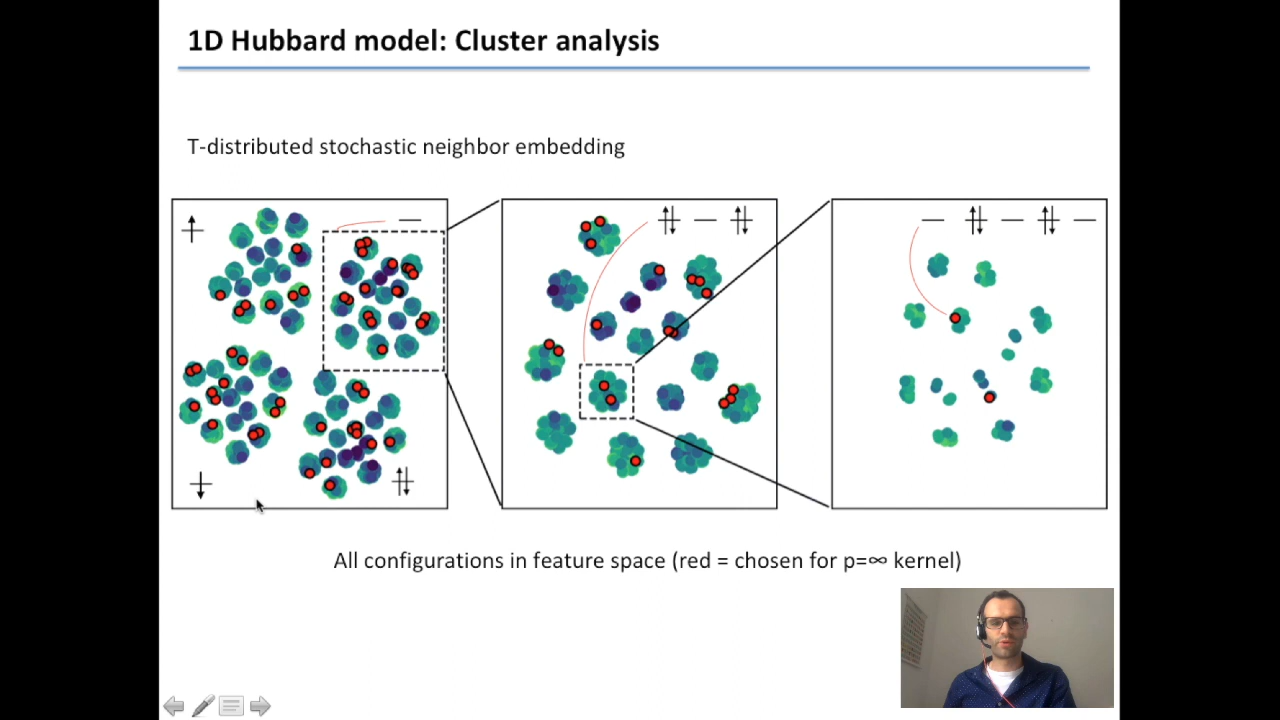 1D Hubbard model: Cluster analysis
T-distributed stochastic neighbor embedding
All configurations in feature space (red = chosen for p=∞ kernel)